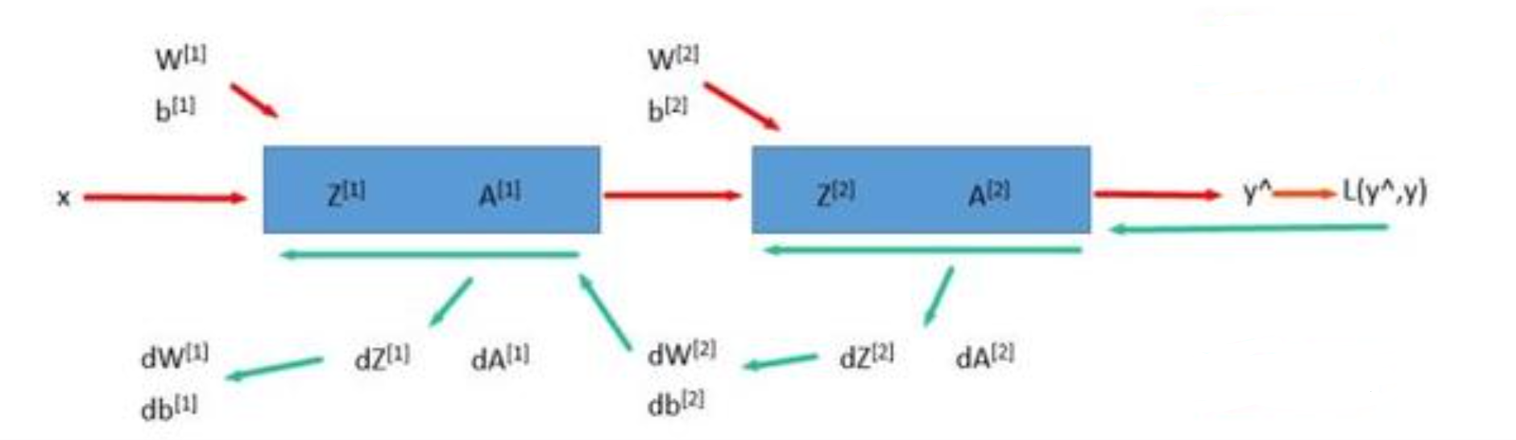 W[1]
W[2]
b[1]
b[2]
x
Z[1]
A[1]
Z[2]
A[2]
y^
L(y^,y)
dW[1]
dZ[1]
dA[1]
dW[2]
dZ[2]
dA[2]
db[1]
db[2]